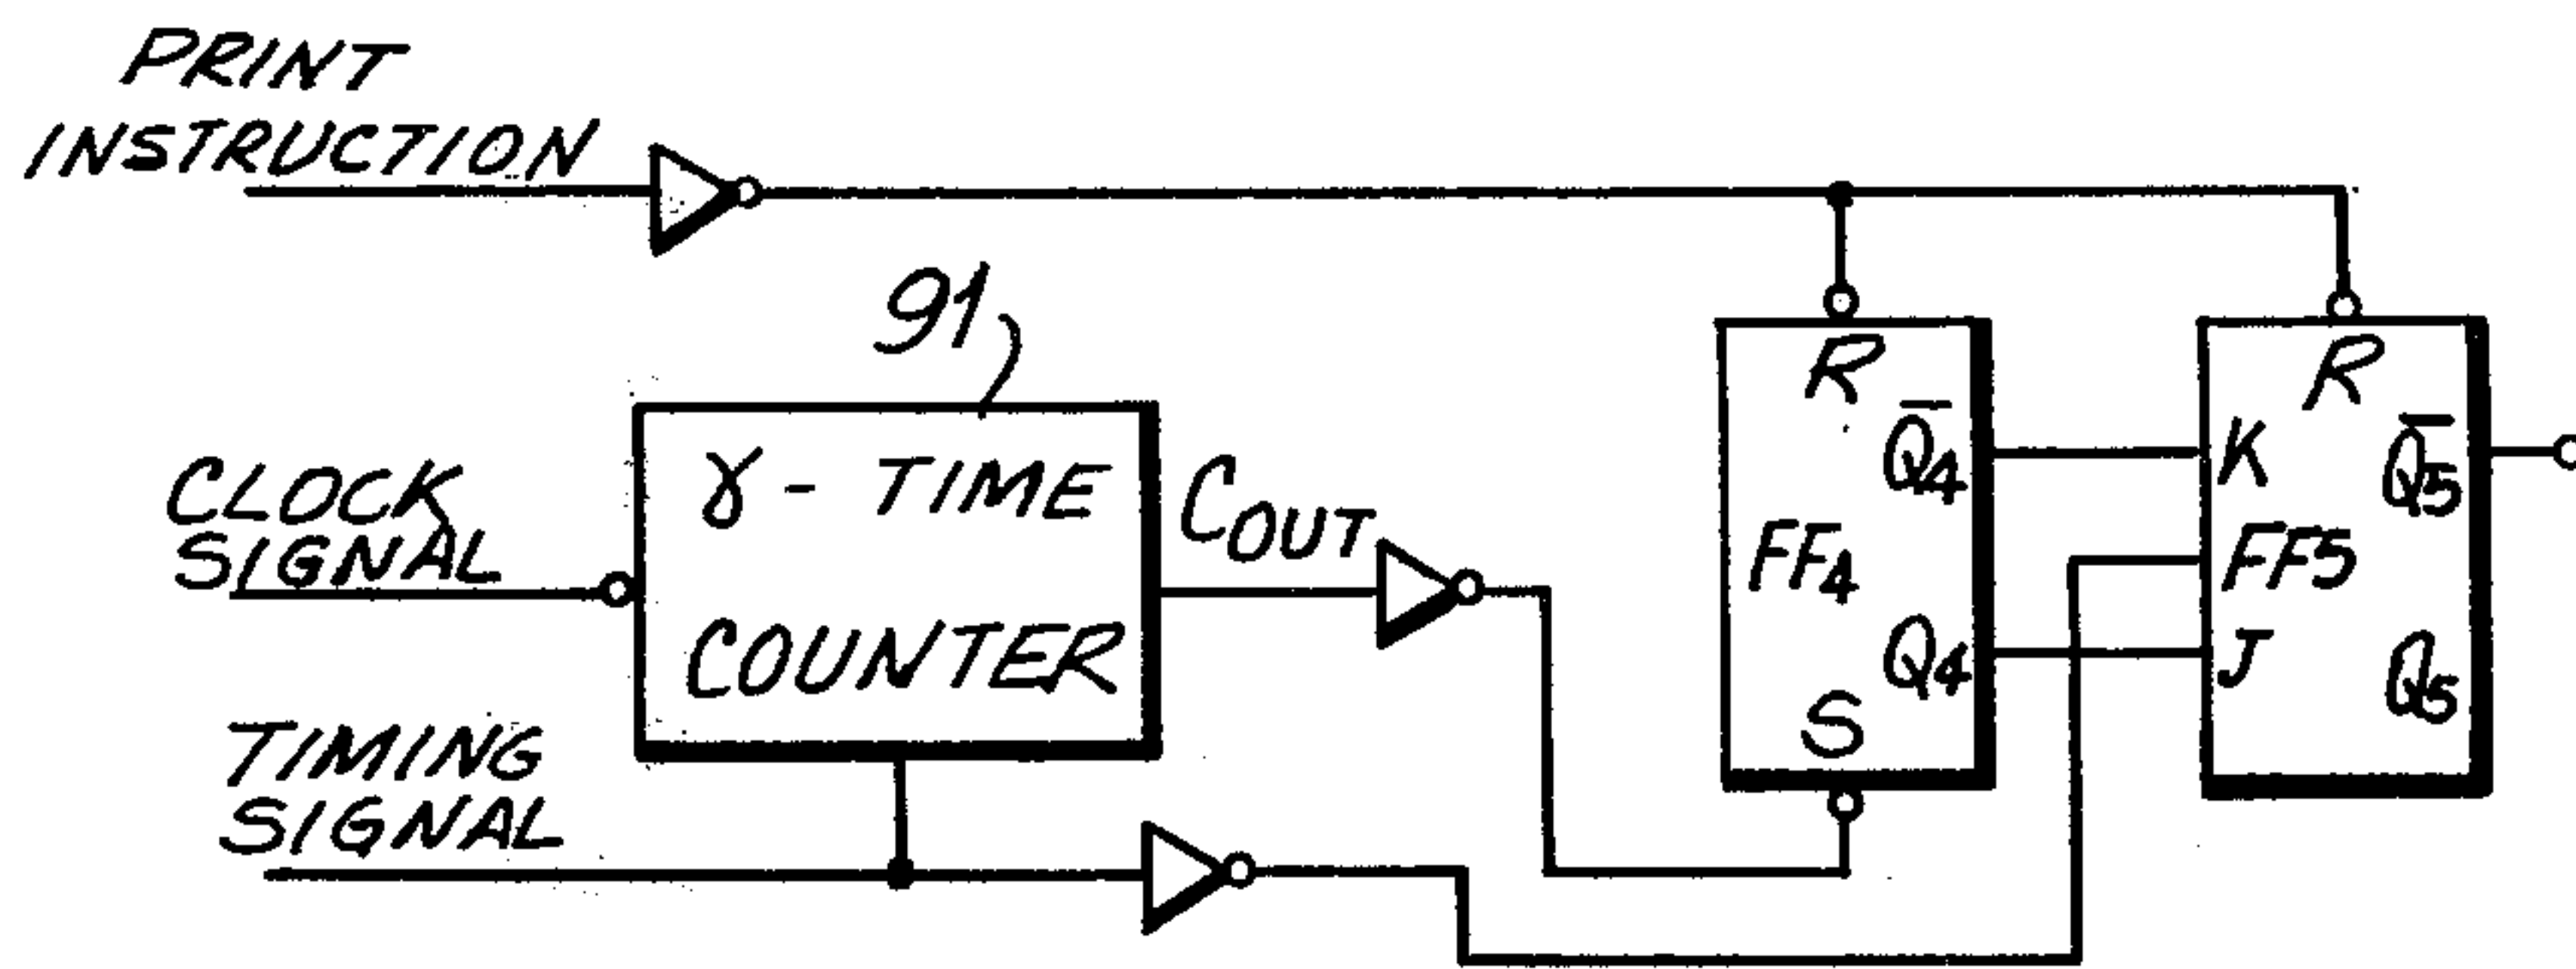 PRINT
INSTRUCTION
91
CLOCK
SIGNAL
γ - TIME
COUNTER
COUT
TIMING
SIGNAL
R
Q̅4
FF4
Q4
S
R
K
Q̅5
FF5
J
Q5